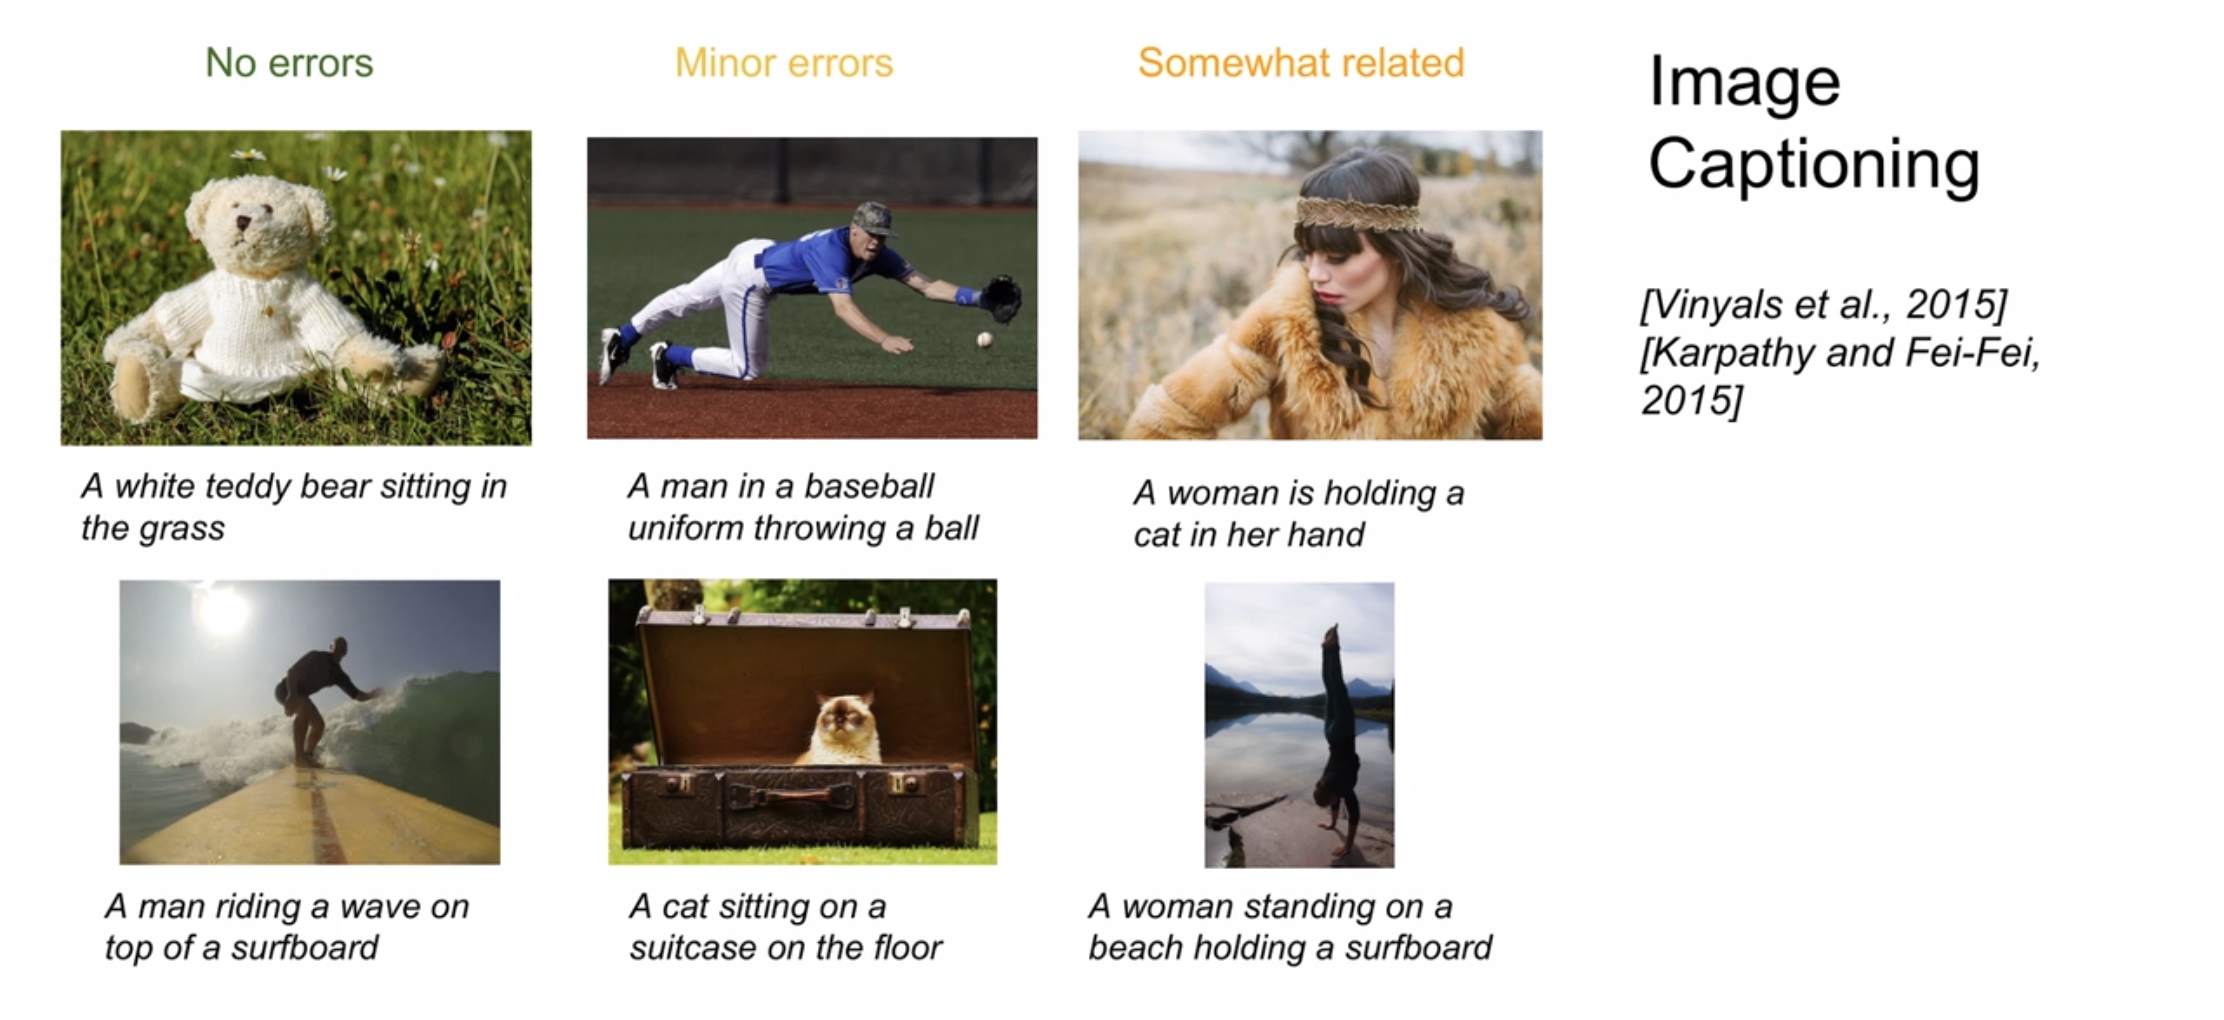 No errors
Minor errors
Somewhat related
Image
Captioning
[Vinyals et al., 2015]
[Karpathy and Fei-Fei,
2015]
A white teddy bear sitting in
the grass
A man in a baseball
uniform throwing a ball
A woman is holding a
cat in her hand
A man riding a wave on
top of a surfboard
A cat sitting on a
suitcase on the floor
A woman standing on a
beach holding a surfboard